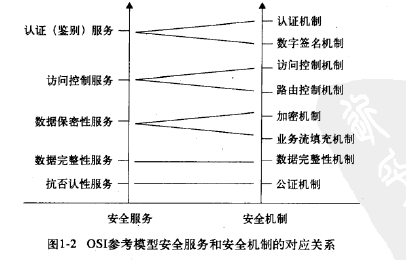 认证（鉴别）服务
认证机制
数字签名机制
访问控制服务
访问控制机制
路由控制机制
数据保密性服务
加密机制
业务流填充机制
数据完整性服务
数据完整性机制
抗否认性服务
公证机制
安全服务
安全机制
图1-2 OSI参考模型安全服务和安全机制的对应关系